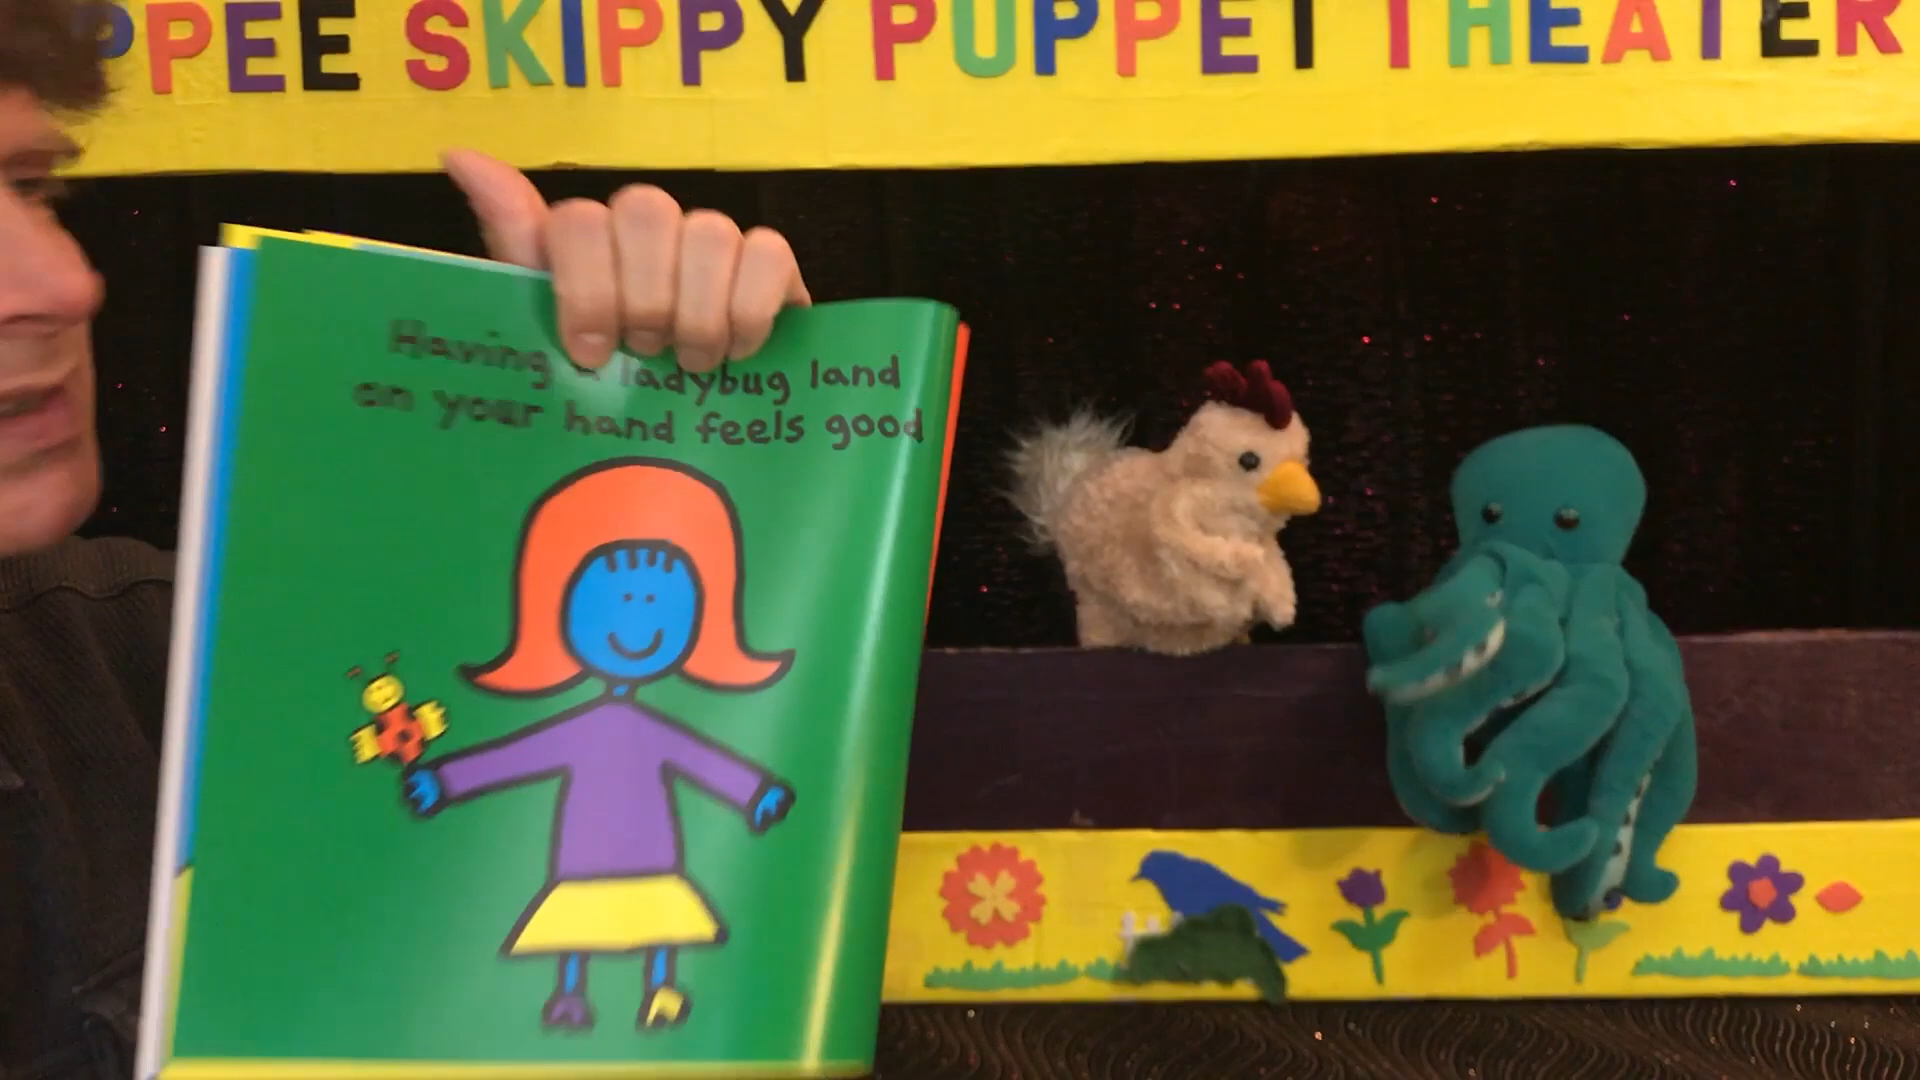 PPEE SKIPPY PUPPET THEATER
Having a ladybug land
on your hand feels good